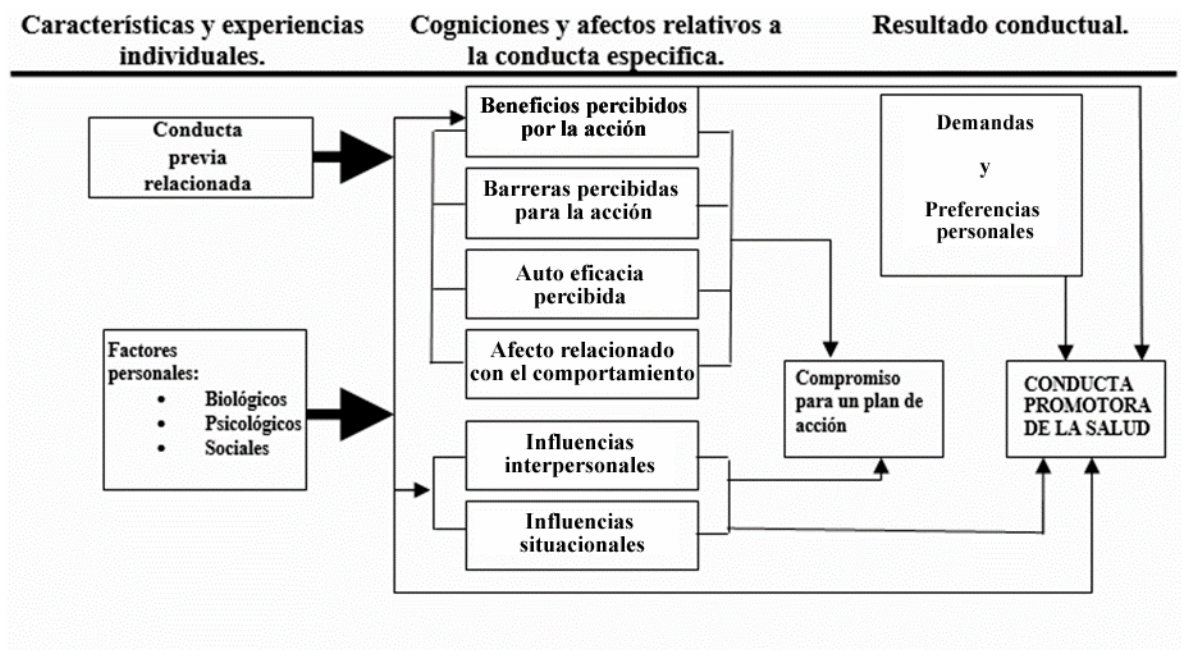 Características y experiencias
individuales.
Cogniciones y afectos relativos a
la conducta especifica.
Resultado conductual.
Conducta
previa
relacionada
Factores
personales:
• Biológicos
• Psicológicos
• Sociales
Beneficios percibidos
por la acción
Barreras percibidas
para la acción
Auto eficacia
percibida
Afecto relacionado
con el comportamiento
Influencias
interpersonales
Influencias
situacionales
Demandas
y
Preferencias
personales
Compromiso
para un plan de
acción
CONDUCTA
PROMOTORA
DE LA SALUD